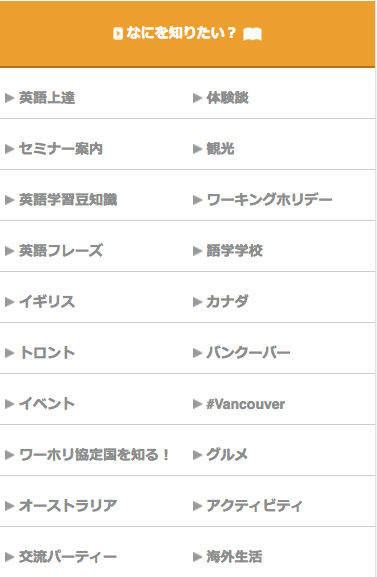 なにを知りたい？
英語上達
体験談
セミナー案内
観光
英語学習豆知識
ワーキングホリデー
英語フレーズ
語学学校
イギリス
カナダ
トロント
バンクーバー
イベント
#Vancouver
ワーホリ協定国を知る！
グルメ
オーストラリア
アクティビティ
交流パーティー
海外生活